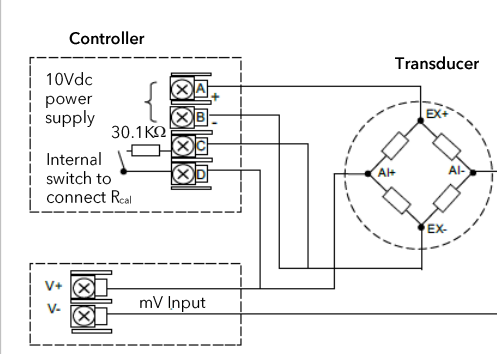 Controller
Transducer
10Vdc
power
supply
A
+
B
-
30.1KΩ
C
Internal
switch to
connect Rcal
D
EX+
AI+
AI-
EX-
V+
V-
mV Input